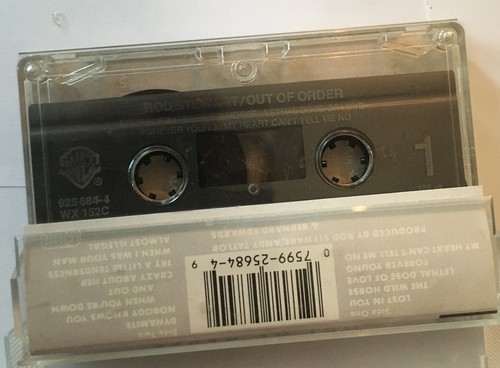 ROD STEWART/OUT OF ORDER
FOREVER YOUNG, MY HEART CAN'T TELL ME NO
1
925684-4
WX 152C
Side One
LOST IN YOU
THE WILD HORSE
LETHAL DOSE OF LOVE
FOREVER YOUNG
MY HEART CAN'T TELL ME NO
PRODUCED BY ROD STEWART, ANDY TAYLOR
& BERNARD EDWARDS
0 7599-25684-4 9
Side Two
DYNAMITE
NOBODY KNOWS YOU
WHEN YOU'RE DOWN
AND OUT
CRAZY ABOUT HER
TRY A LITTLE TENDERNESS
WHEN I WAS YOUR MAN
ALMOST ILLEGAL